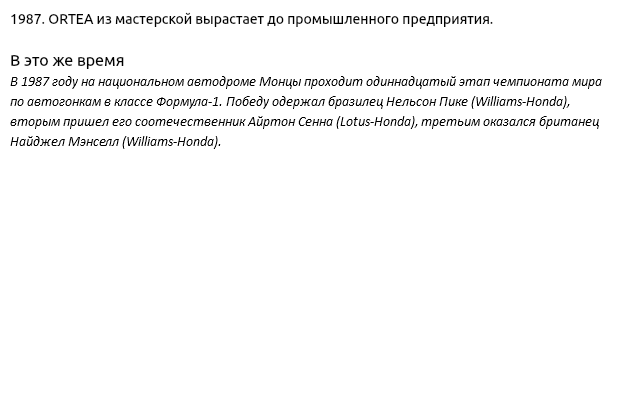 1987. ORTEA из мастерской вырастает до промышленного предприятия.
В это же время
В 1987 году на национальном автодроме Монцы проходит одиннадцатый этап чемпионата мира
по автогонкам в классе Формула-1. Победу одержал бразилец Нельсон Пике (Williams-Honda),
вторым пришел его соотечественник Айртон Сенна (Lotus-Honda), третьим оказался британец
Найджел Мэнселл (Williams-Honda).